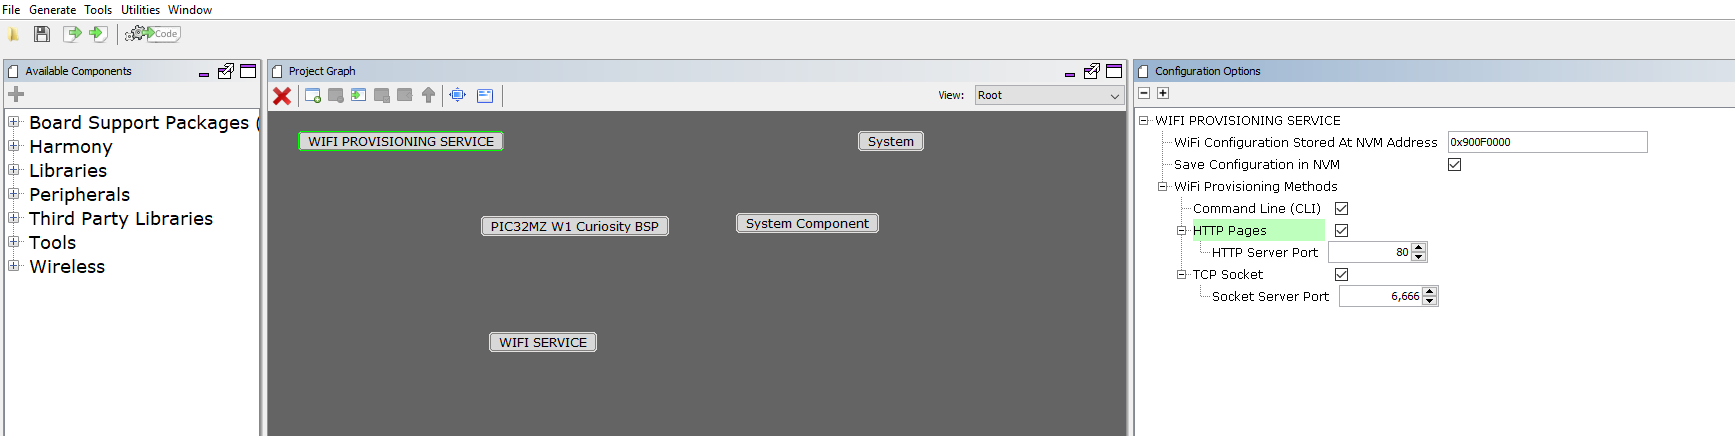 File Generate Tools Utilities Window
Code
Available Components
Board Support Packages (
Harmony
Libraries
Peripherals
Third Party Libraries
Tools
Wireless
Project Graph
View: Root
WIFI PROVISIONING SERVICE
System
PIC32MZ W1 Curiosity BSP
System Component
WIFI SERVICE
Configuration Options
WIFI PROVISIONING SERVICE
WiFi Configuration Stored At NVM Address 0x900F0000
Save Configuration in NVM
WiFi Provisioning Methods
Command Line (CLI)
HTTP Pages
HTTP Server Port 80
TCP Socket
Socket Server Port 6,666